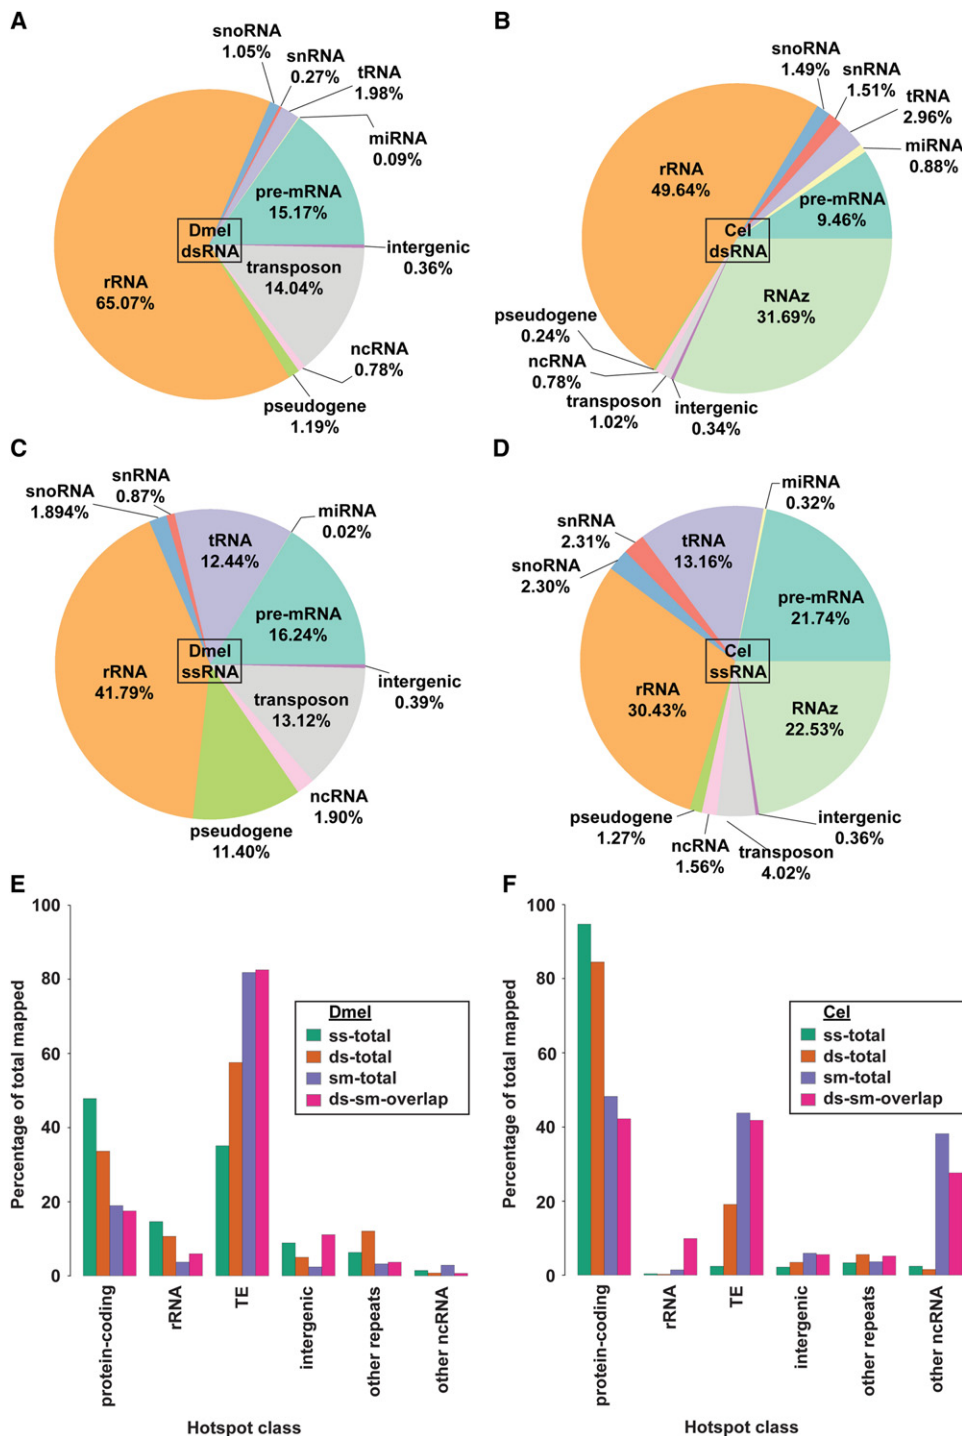 A
snoRNA
1.05%
snRNA
0.27%
tRNA
1.98%
miRNA
0.09%
pre-mRNA
15.17%
Dmel
dsRNA
intergenic
0.36%
transposon
14.04%
rRNA
65.07%
ncRNA
0.78%
pseudogene
1.19%
B
snoRNA
1.49%
snRNA
1.51%
tRNA
2.96%
miRNA
0.88%
rRNA
49.64%
pre-mRNA
9.46%
Cel
dsRNA
RNAz
31.69%
pseudogene
0.24%
ncRNA
0.78%
transposon
1.02%
intergenic
0.34%
C
snRNA
0.87%
snoRNA
1.894%
tRNA
12.44%
miRNA
0.02%
pre-mRNA
16.24%
Dmel
ssRNA
rRNA
41.79%
intergenic
0.39%
transposon
13.12%
ncRNA
1.90%
pseudogene
11.40%
D
miRNA
0.32%
snRNA
2.31%
tRNA
13.16%
snoRNA
2.30%
pre-mRNA
21.74%
Cel
ssRNA
rRNA
30.43%
RNAz
22.53%
pseudogene
1.27%
ncRNA
1.56%
transposon
4.02%
intergenic
0.36%
E
Percentage of total mapped
100
80
60
40
20
0
Dmel
ss-total
ds-total
sm-total
ds-sm-overlap
protein-coding
rRNA
TE
intergenic
other repeats
other ncRNA
Hotspot class
F
Percentage of total mapped
100
80
60
40
20
0
Cel
ss-total
ds-total
sm-total
ds-sm-overlap
protein-coding
rRNA
TE
intergenic
other repeats
other ncRNA
Hotspot class